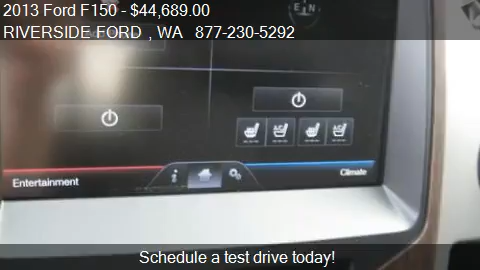 2013 Ford F150 - $44,689.00
RIVERSIDE FORD , WA 877-230-5292
E N
A/C A/C
Entertainment
i
Climate
Schedule a test drive today!